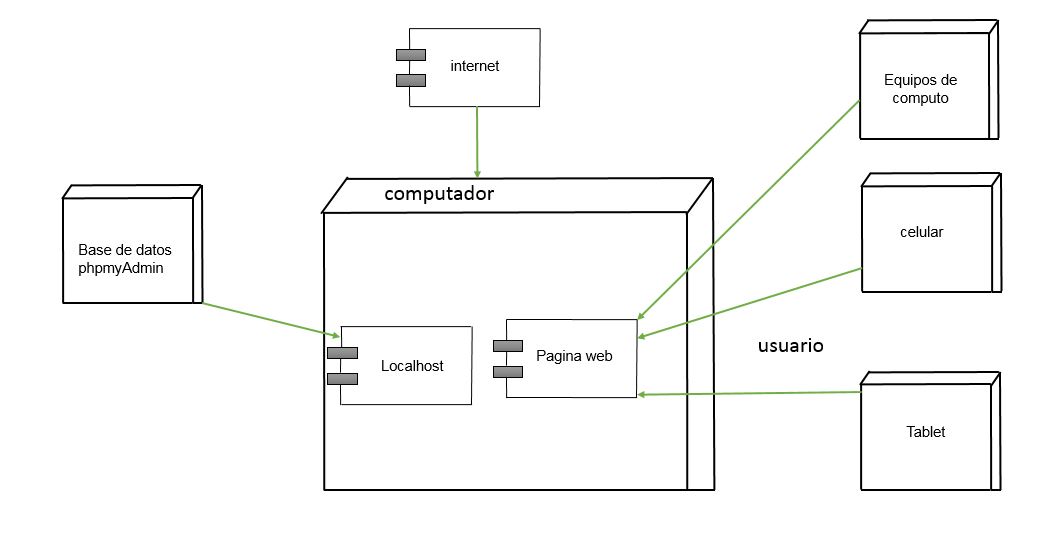 internet
Equipos de
computo
computador
celular
Base de datos
phpmyAdmin
Localhost
Pagina web
usuario
Tablet